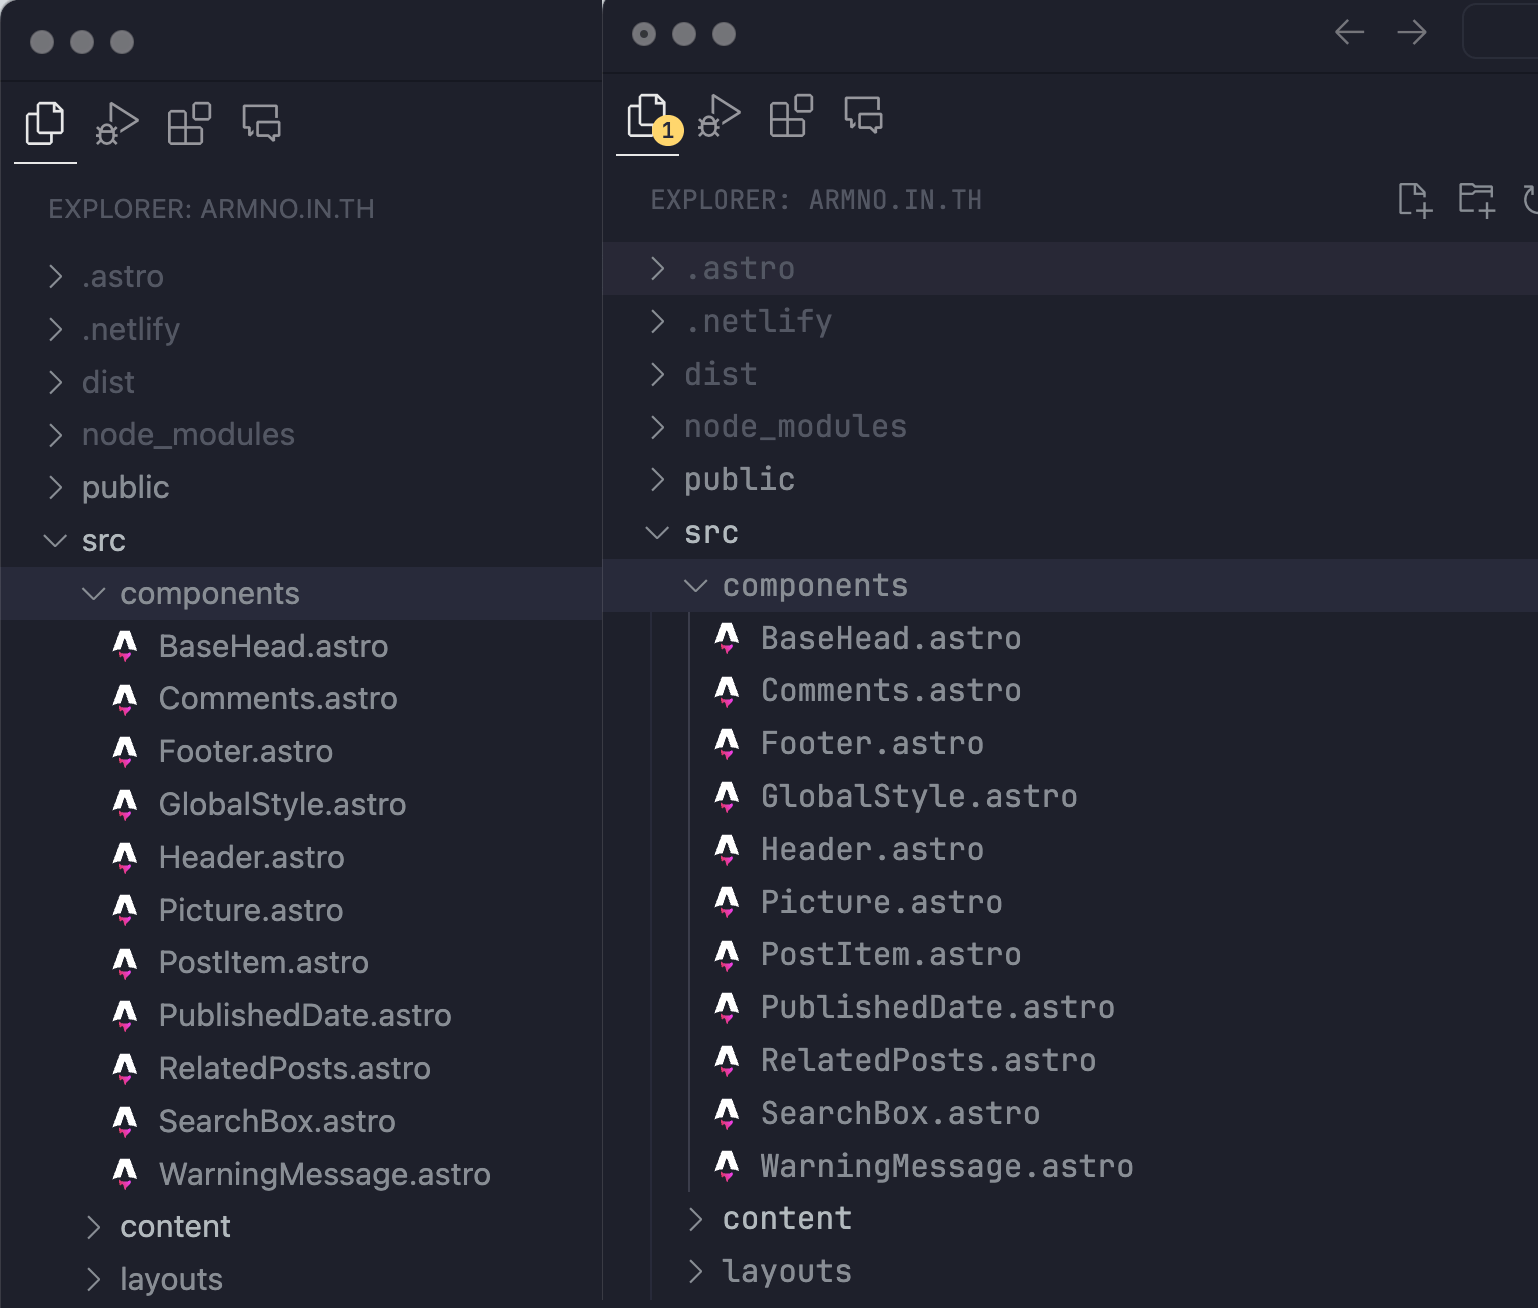 EXPLORER: ARMNO.IN.TH
.astro
.netlify
dist
node_modules
public
src
components
BaseHead.astro
Comments.astro
Footer.astro
GlobalStyle.astro
Header.astro
Picture.astro
PostItem.astro
PublishedDate.astro
RelatedPosts.astro
SearchBox.astro
WarningMessage.astro
content
layouts
1
EXPLORER: ARMNO.IN.TH
.astro
.netlify
dist
node_modules
public
src
components
BaseHead.astro
Comments.astro
Footer.astro
GlobalStyle.astro
Header.astro
Picture.astro
PostItem.astro
PublishedDate.astro
RelatedPosts.astro
SearchBox.astro
WarningMessage.astro
content
layouts